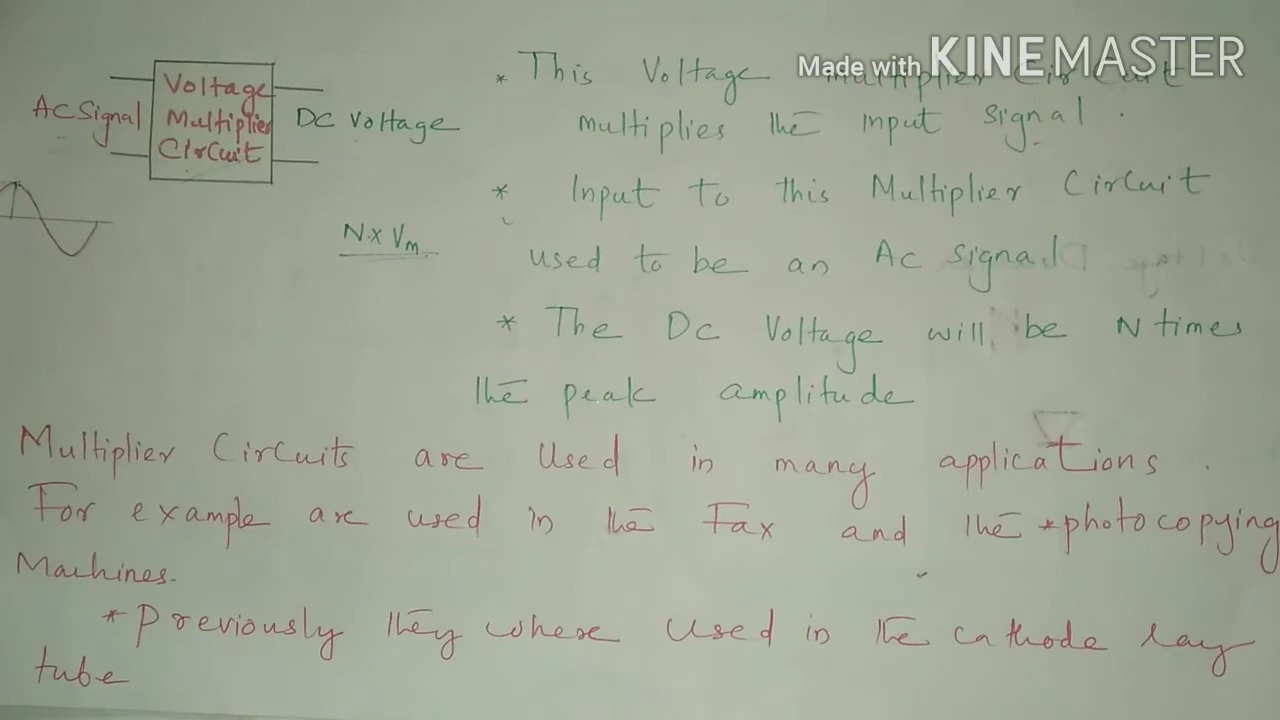 Made with KINEMASTER
AC Signal
Voltage
Multiplier
Circuit
DC Voltage
N x Vm
* This Voltage Multiplier Circuit
multiplies the input signal.
* Input to this Multiplier Circuit
used to be an Ac signal
* The Dc Voltage will be N times
the peak amplitude
Multiplier Circuits are used in many applications.
For example are used in the Fax and the *photocopying
Machines.
*Previously they where used in the cathode ray
tube